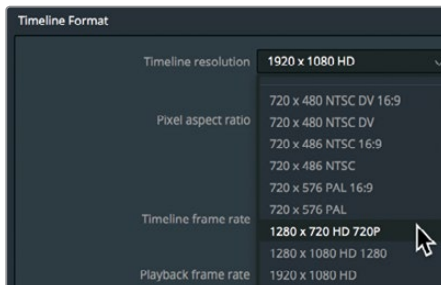 Timeline Format
Timeline resolution 1920 x 1080 HD
720 x 480 NTSC DV 16:9
Pixel aspect ratio 720 x 480 NTSC DV
720 x 486 NTSC 16:9
720 x 486 NTSC
720 x 576 PAL 16:9
720 x 576 PAL
Timeline frame rate
1280 x 720 HD 720P
1280 x 1080 HD 1280
Playback frame rate 1920 x 1080 HD